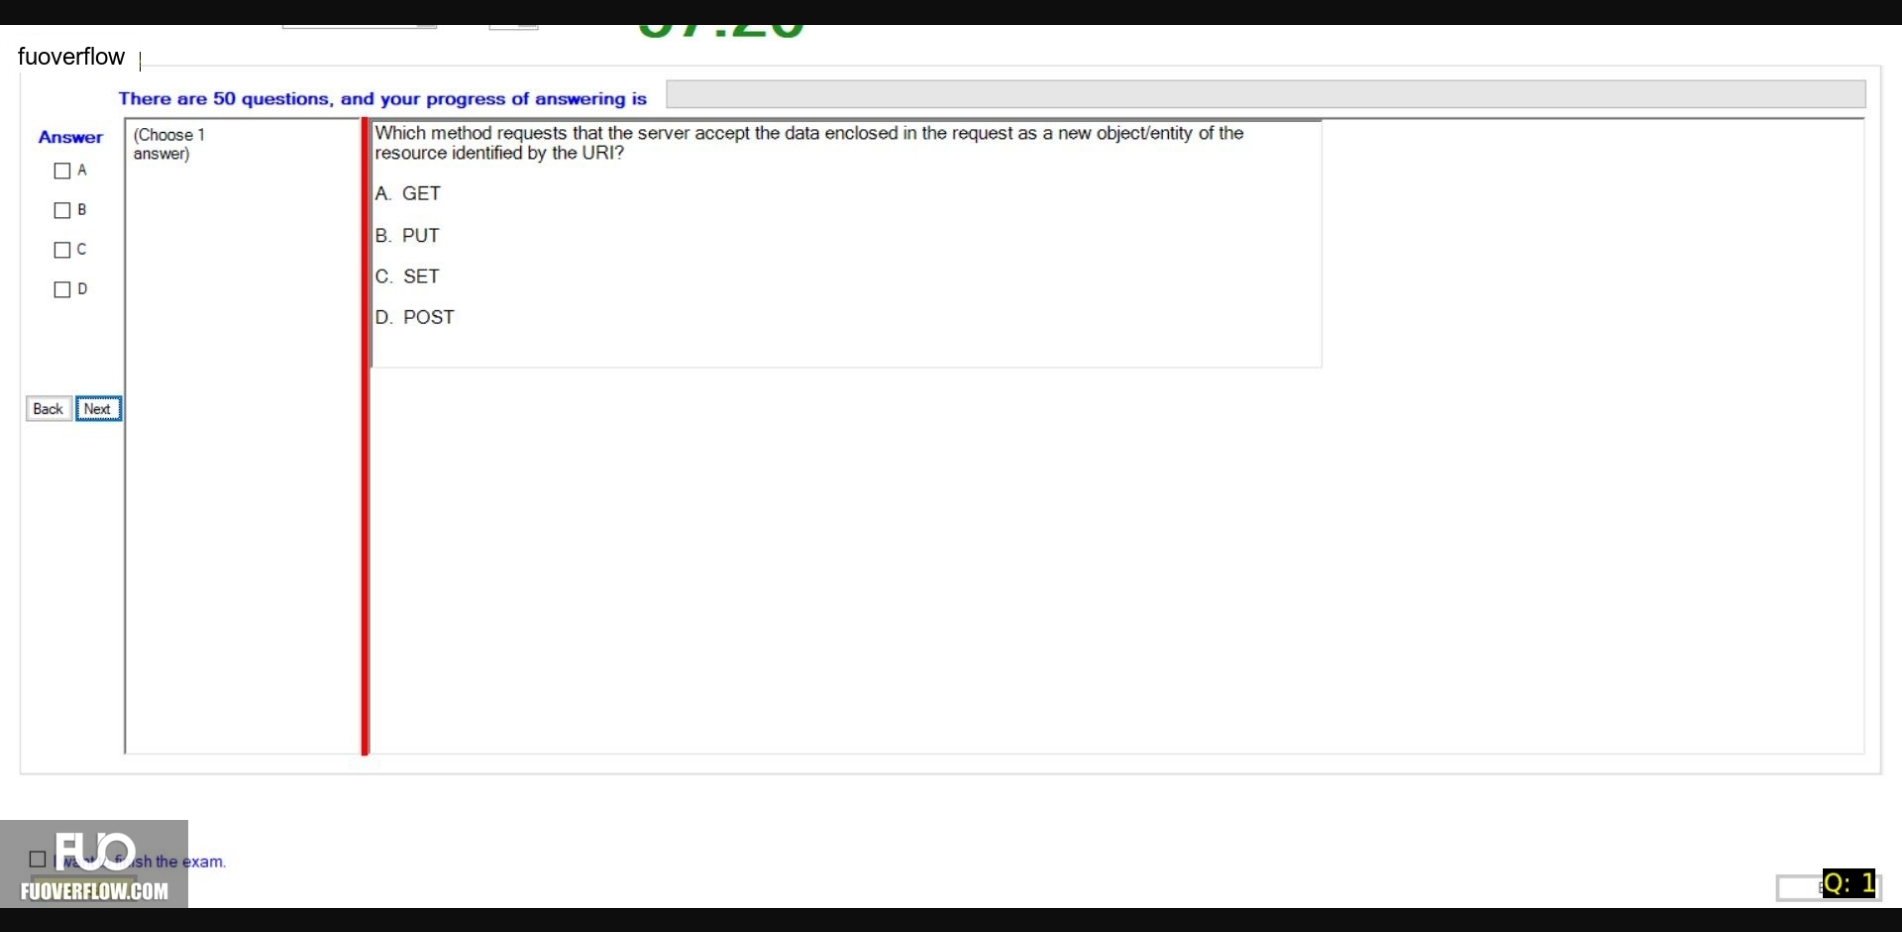 fuoverflow
There are 50 questions, and your progress of answering is
Answer
(Choose 1
answer)
A
B
C
D
Back Next
Which method requests that the server accept the data enclosed in the request as a new object/entity of the
resource identified by the URI?
A. GET
B. PUT
C. SET
D. POST
FUO
sh the exam.
FUOVERFLOW.COM
Q: 1